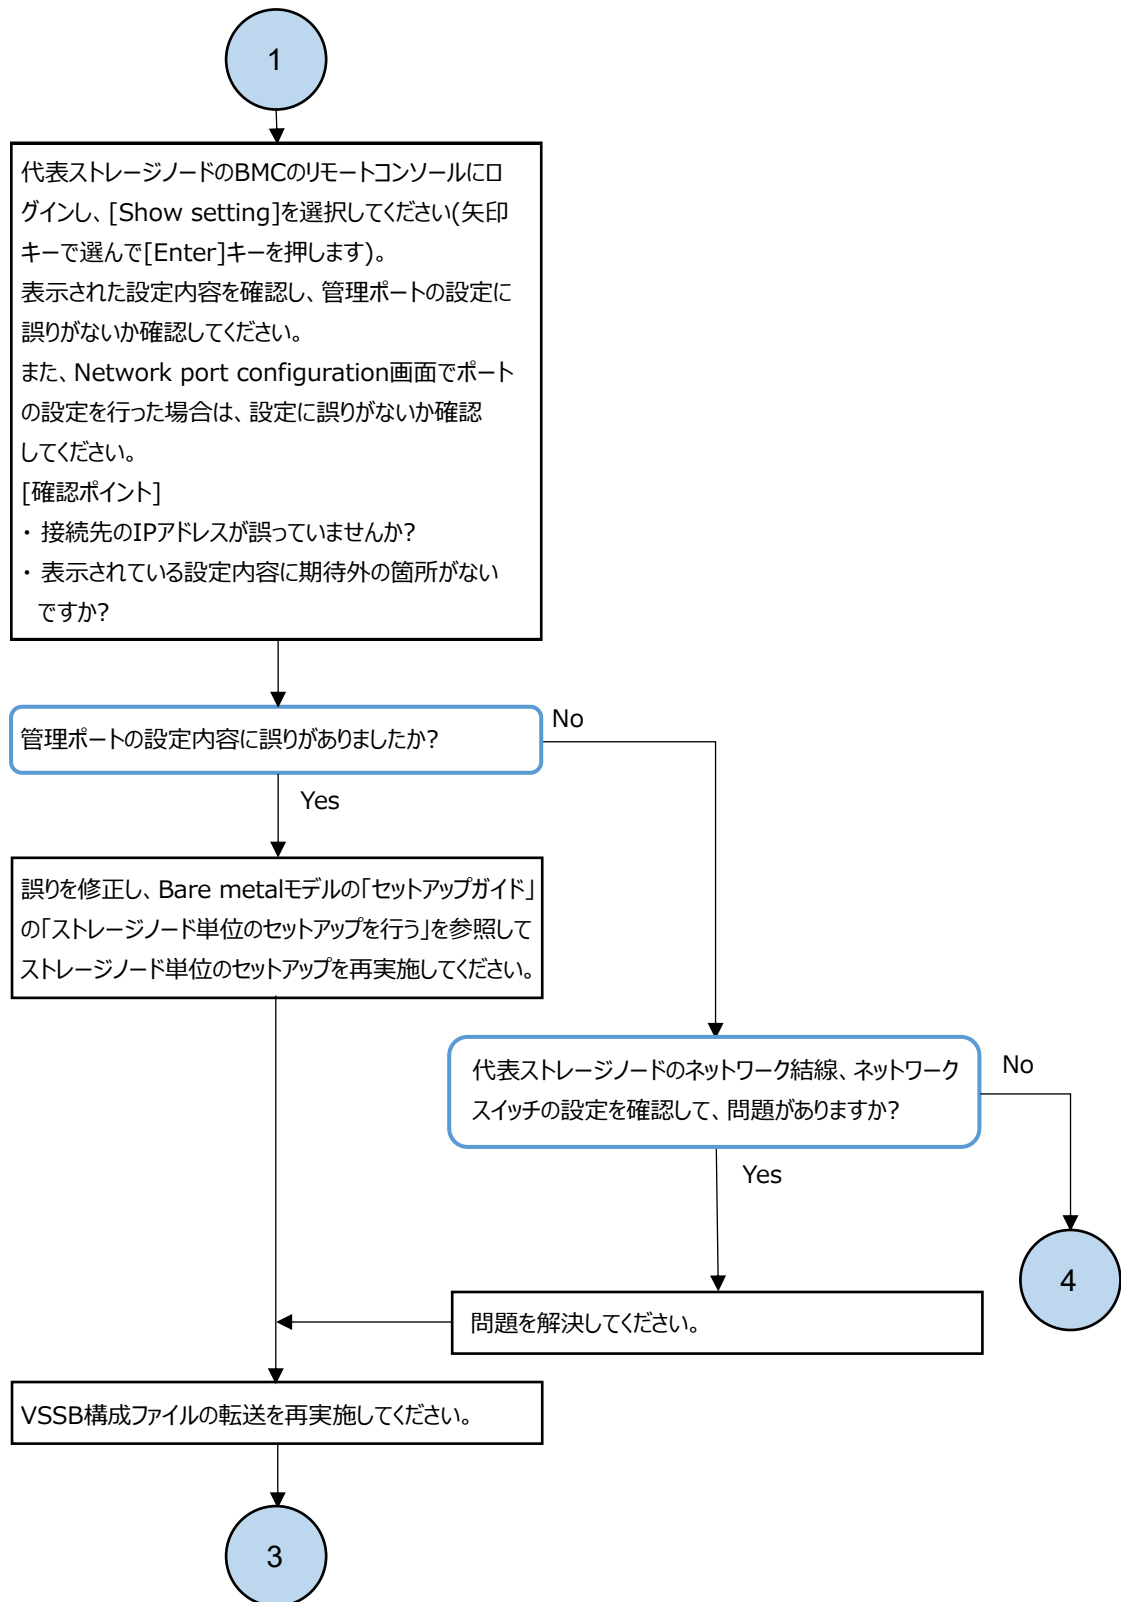 1
代表ストレージノードのBMCのリモートコンソールにロ
グインし、[Show setting]を選択してください(矢印
キーで選んで[Enter]キーを押します)。
表示された設定内容を確認し、管理ポートの設定に
誤りがないか確認してください。
また、Network port configuration画面でポート
の設定を行った場合は、設定に誤りがないか確認
してください。
[確認ポイント]
・ 接続先のIPアドレスが誤っていませんか?
・ 表示されている設定内容に期待外の箇所がない
ですか?
管理ポートの設定内容に誤りがありましたか?
No
Yes
誤りを修正し、Bare metalモデルの「セットアップガイド」
の「ストレージノード単位のセットアップを行う」を参照して
ストレージノード単位のセットアップを再実施してください。
代表ストレージノードのネットワーク結線、ネットワーク
スイッチの設定を確認して、問題がありますか?
No
Yes
4
問題を解決してください。
VSSB構成ファイルの転送を再実施してください。
3